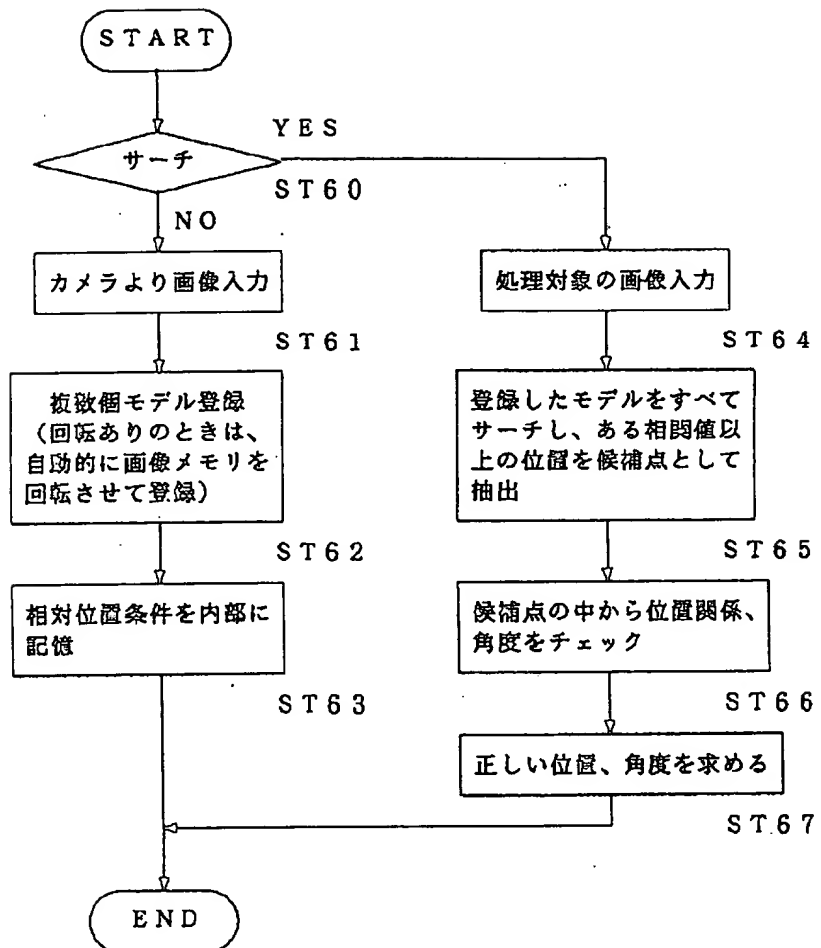 START
サーチ
YES
ST60
NO
カメラより画像入力
ST61
複数個モデル登録
(回転ありのときは、
自動的に画像メモリを
回転させて登録)
ST62
相対位置条件を内部に
記憶
ST63
処理対象の画像入力
ST64
登録したモデルをすべて
サーチし、ある相関値以
上の位置を候補点として
抽出
ST65
候補点の中から位置関係、
角度をチェック
ST66
正しい位置、角度を求める
ST67
END